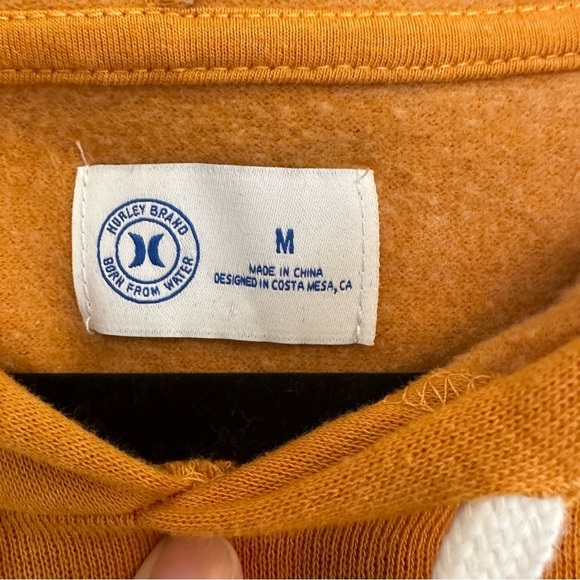 HURLEY BRAND
BORN FROM WATER
M
MADE IN CHINA
DESIGNED IN COSTA MESA, CA